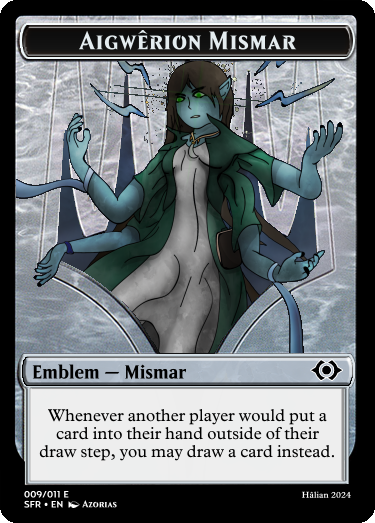 Aigwêrion Mismar
Emblem — Mismar
Whenever another player would put a
card into their hand outside of their
draw step, you may draw a card instead.
009/011 E
SFR • EN Azorias
Hâlian 2024